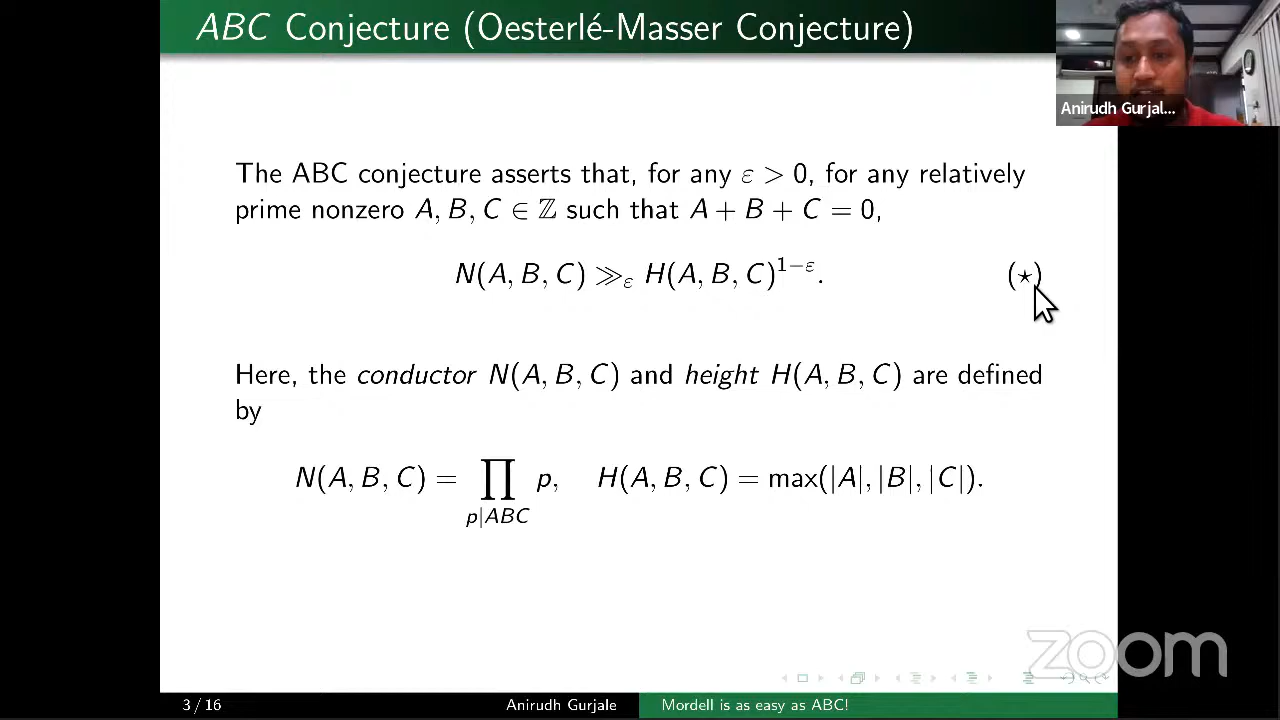 ABC Conjecture (Oesterlé-Masser Conjecture)
Anirudh Gurjal...
The ABC conjecture asserts that, for any ε > 0, for any relatively
prime nonzero A, B, C ∈ ℤ such that A + B + C = 0,
N(A, B, C) ≫_ε H(A, B, C)^{1−ε}. (⋆)
Here, the conductor N(A, B, C) and height H(A, B, C) are defined
by
N(A, B, C) = ∏_{p|ABC} p, H(A, B, C) = max(|A|, |B|, |C|).
zoom
3 / 16 Anirudh Gurjale Mordell is as easy as ABC!